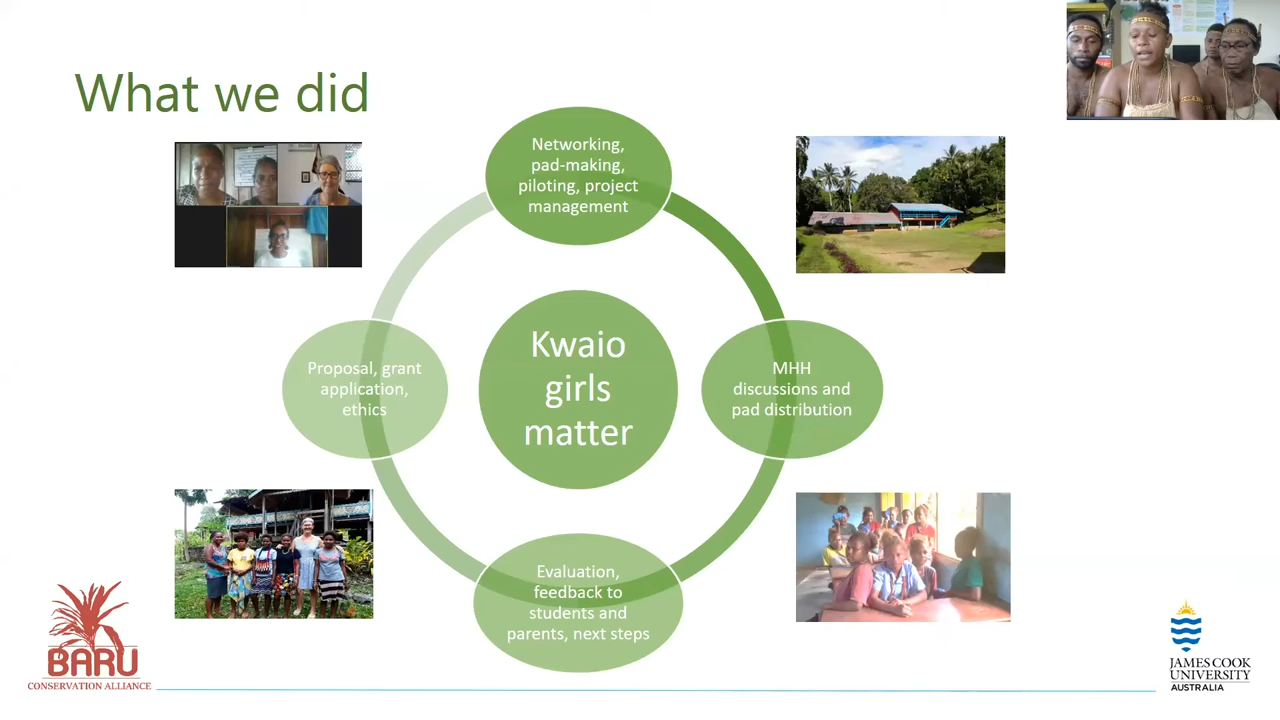 What we did
Networking,
pad-making,
piloting, project
management
Proposal, grant
application,
ethics
Kwaio
girls
matter
MHH
discussions and
pad distribution
Evaluation,
feedback to
students and
parents, next steps
BARU
CONSERVATION ALLIANCE
JAMES COOK
UNIVERSITY
AUSTRALIA